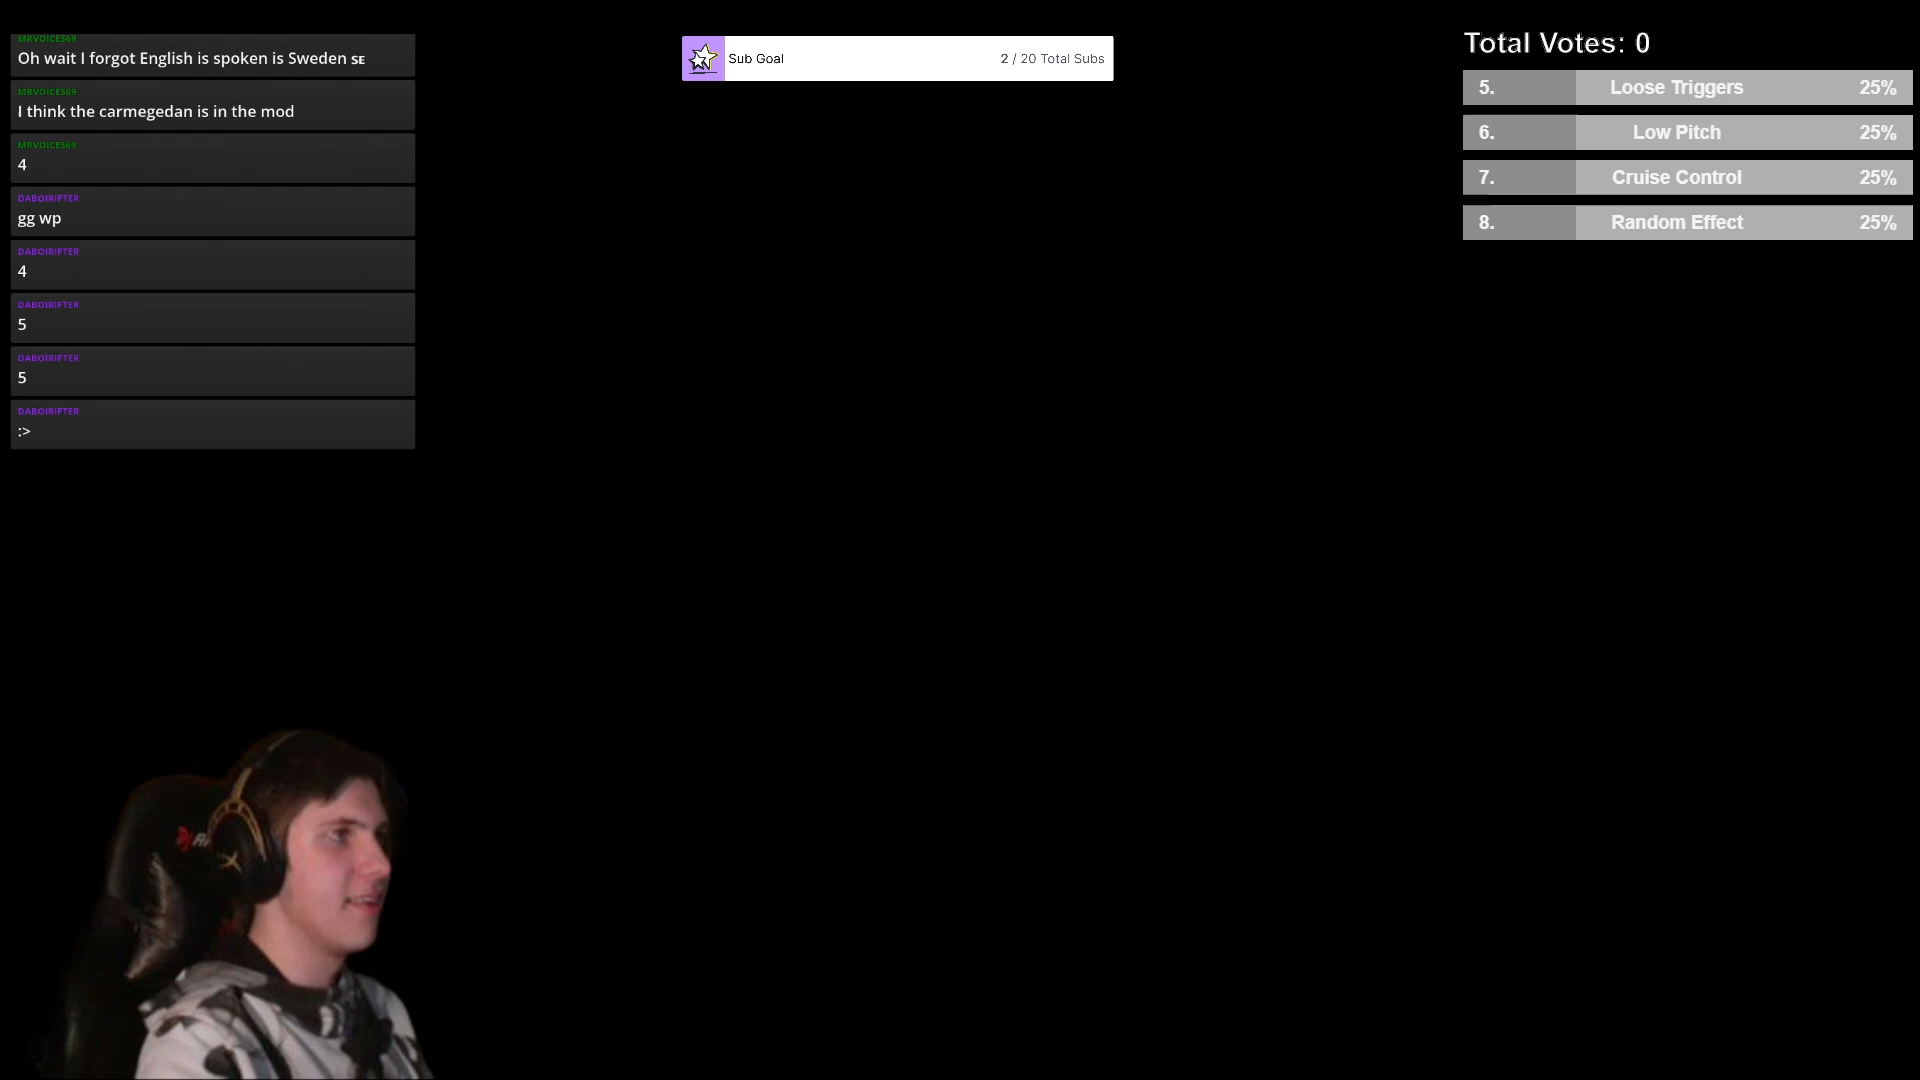 MRVOICES69
Oh wait I forgot English is spoken is Sweden SE
MRVOICES69
I think the carmegedan is in the mod
MRVOICES69
4
DABOIRIFTER
gg wp
DABOIRIFTER
4
DABOIRIFTER
5
DABOIRIFTER
5
DABOIRIFTER
:>
Sub Goal 2 / 20 Total Subs
Total Votes: 0
5. Loose Triggers 25%
6. Low Pitch 25%
7. Cruise Control 25%
8. Random Effect 25%